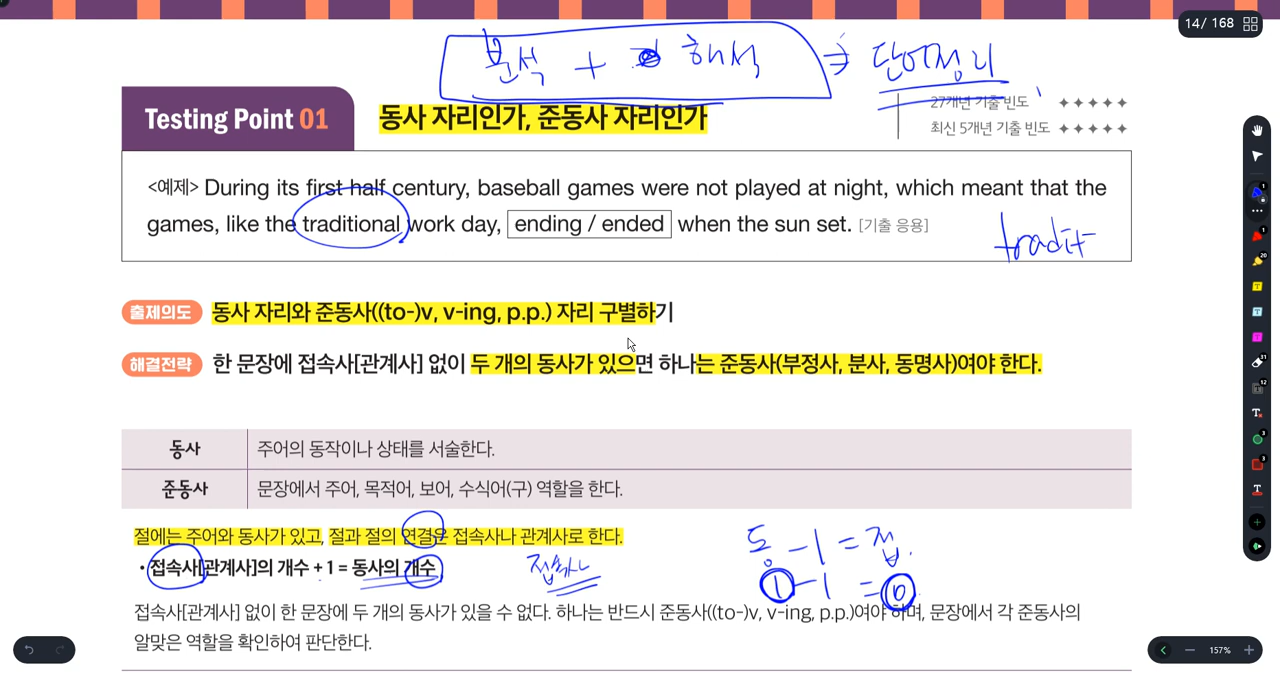 14/ 168
분석 + 해석 ⇒ 단어정리
Testing Point 01
동사 자리인가, 준동사 자리인가
27개년 기출 빈도 ✦✦✦✦✦
최신 5개년 기출 빈도 ✦✦✦✦✦
<예제> During its first half century, baseball games were not played at night, which meant that the
games, like the traditional work day, ending / ended when the sun set. [기출 응용]
tradit
출제의도 동사 자리와 준동사((to-)v, v-ing, p.p.) 자리 구별하기
해결전략 한 문장에 접속사[관계사] 없이 두 개의 동사가 있으면 하나는 준동사(부정사, 분사, 동명사)여야 한다.
동사 주어의 동작이나 상태를 서술한다.
준동사 문장에서 주어, 목적어, 보어, 수식어(구) 역할을 한다.
절에는 주어와 동사가 있고, 절과 절의 연결은 접속사나 관계사로 한다.
• 접속사[관계사]의 개수 + 1 = 동사의 개수
접속사
동 - 1 = 접.
1 - 1 = 0
접속사[관계사] 없이 한 문장에 두 개의 동사가 있을 수 없다. 하나는 반드시 준동사((to-)v, v-ing, p.p.)여야 하며, 문장에서 각 준동사의
알맞은 역할을 확인하여 판단한다.
157%